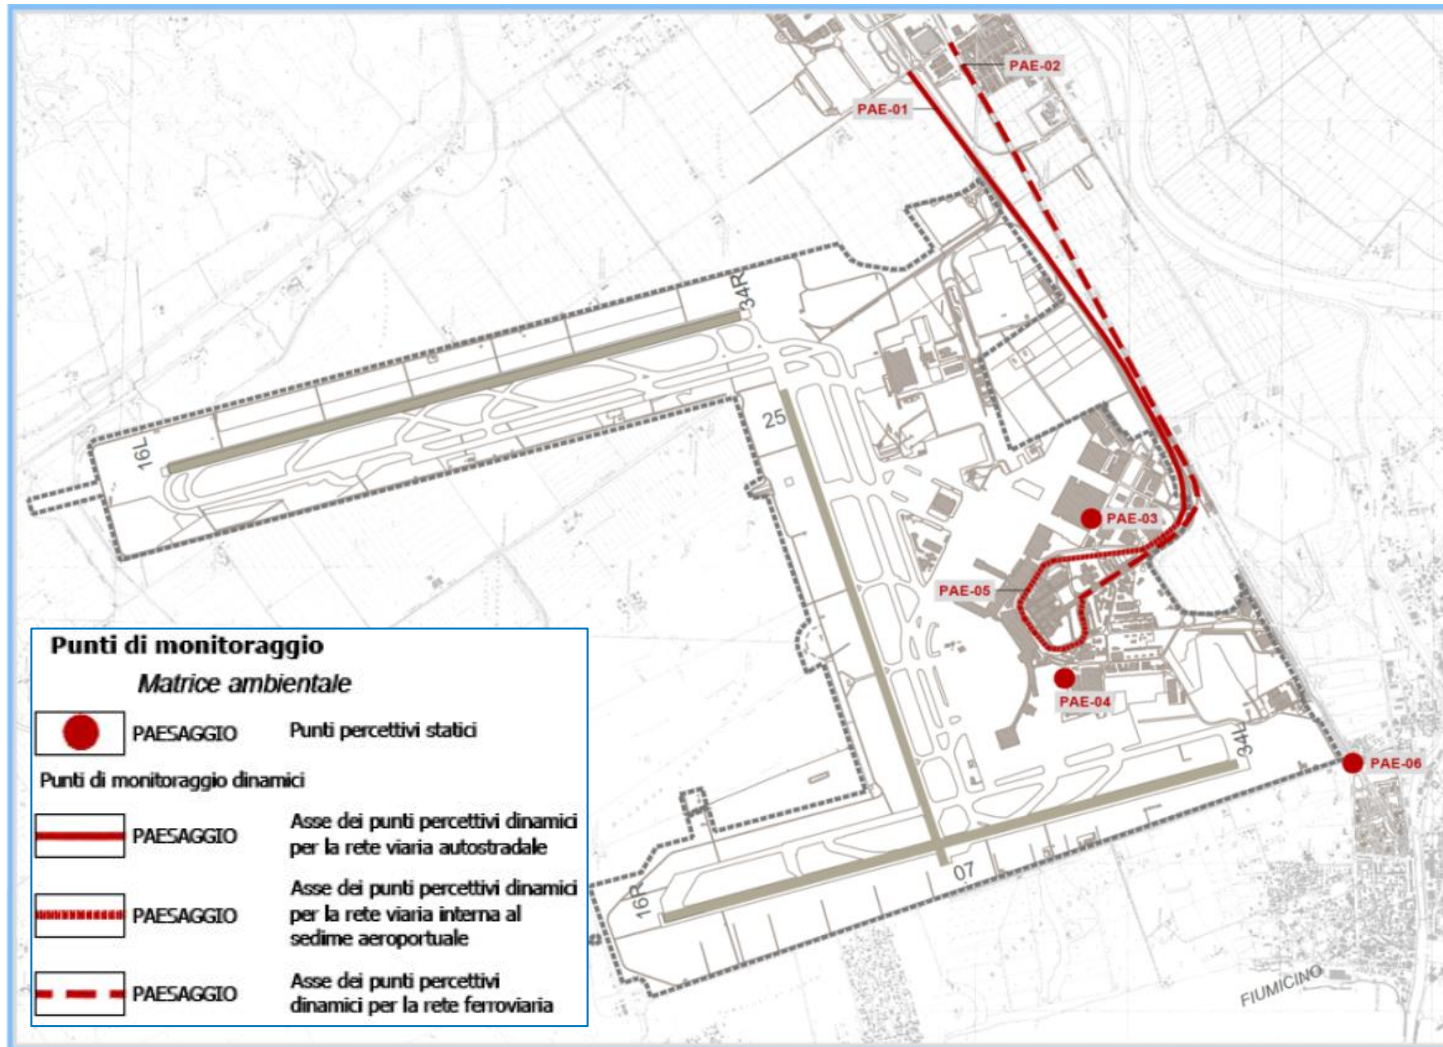 PAE-02
PAE-01
34R
25
16L
PAE-03
PAE-05
PAE-04
34L
PAE-06
07
16R
FIUMICINO
Punti di monitoraggio
Matrice ambientale
PAESAGGIO Punti percettivi statici
Punti di monitoraggio dinamici
PAESAGGIO Asse dei punti percettivi dinamici
per la rete viaria autostradale
PAESAGGIO Asse dei punti percettivi dinamici
per la rete viaria interna al
sedime aeroportuale
PAESAGGIO Asse dei punti percettivi
dinamici per la rete ferroviaria